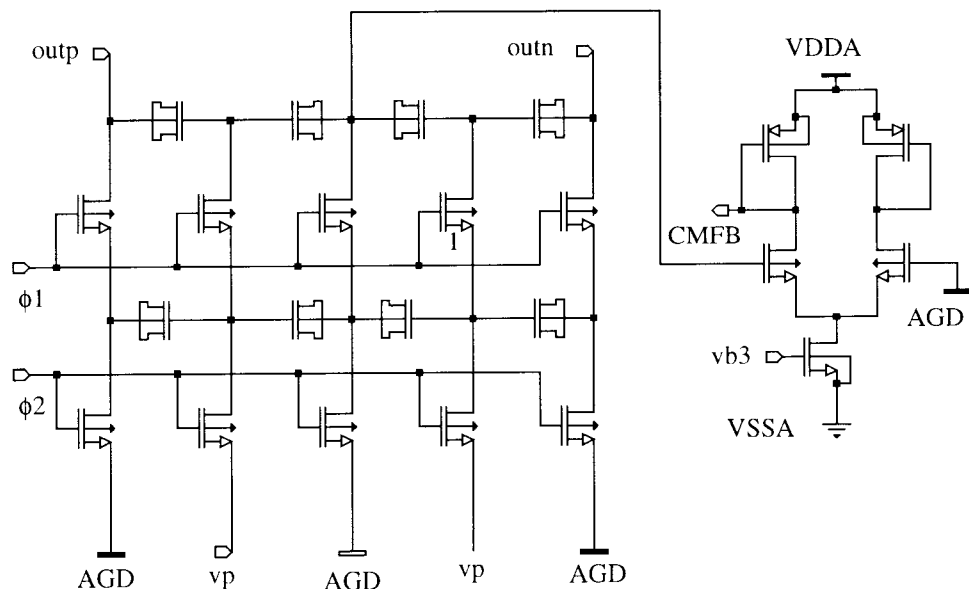 outp
outn
VDDA
1
CMFB
ϕ1
AGD
vb3
ϕ2
VSSA
AGD
vp
AGD
vp
AGD